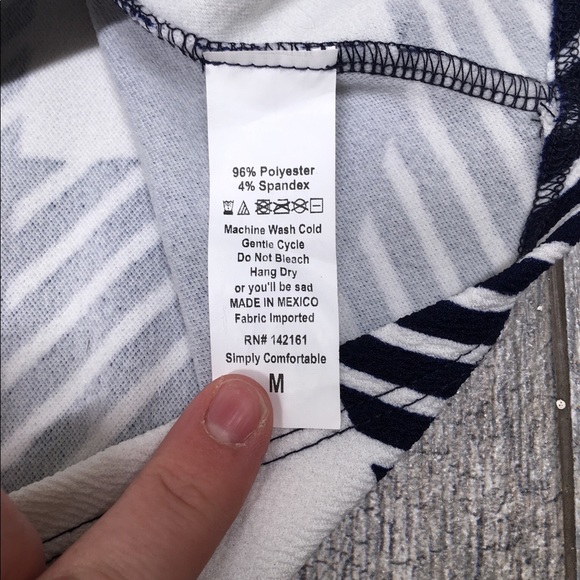 96% Polyester
4% Spandex
Machine Wash Cold
Gentle Cycle
Do Not Bleach
Hang Dry
or you'll be sad
MADE IN MEXICO
Fabric Imported
RN# 142161
Simply Comfortable
M